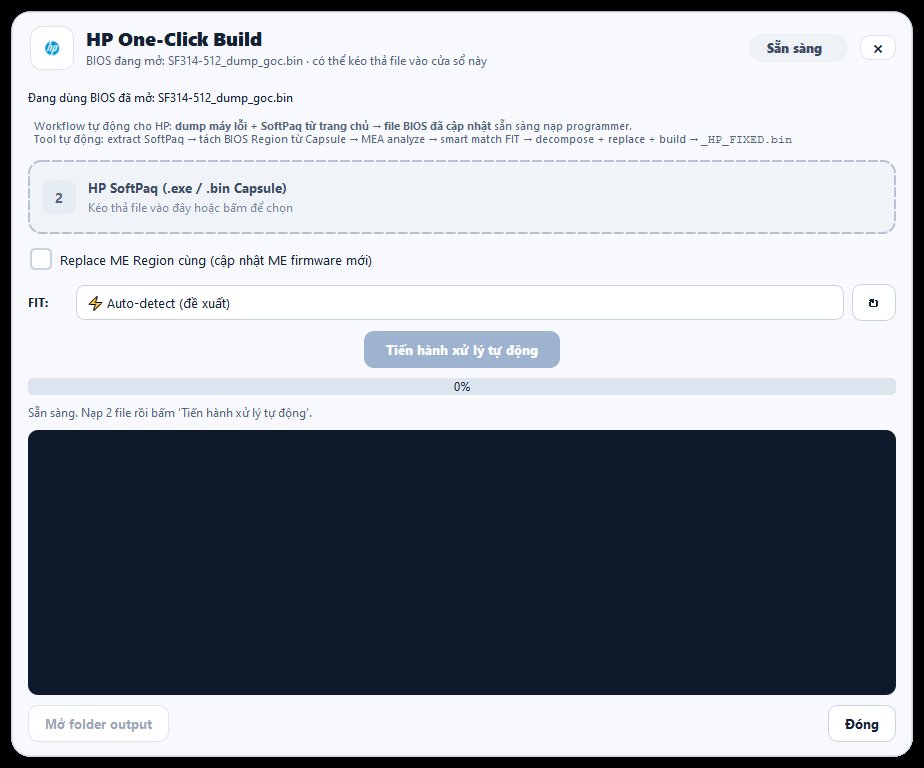 hp
HP One-Click Build
BIOS đang mở: SF314-512_dump_goc.bin · có thể kéo thả file vào cửa sổ này
Sẵn sàng
×
Đang dùng BIOS đã mở: SF314-512_dump_goc.bin
Workflow tự động cho HP: dump máy lỗi + SoftPaq từ trang chủ → file BIOS đã cập nhật sẵn sàng nạp programmer.
Tool tự động: extract SoftPaq → tách BIOS Region từ Capsule → MEA analyze → smart match FIT → decompose + replace + build → _HP_FIXED.bin
2
HP SoftPaq (.exe / .bin Capsule)
Kéo thả file vào đây hoặc bấm để chọn
Replace ME Region cùng (cập nhật ME firmware mới)
FIT:
⚡ Auto-detect (đề xuất)
↻
Tiến hành xử lý tự động
0%
Sẵn sàng. Nạp 2 file rồi bấm 'Tiến hành xử lý tự động'.
Mở folder output
Đóng